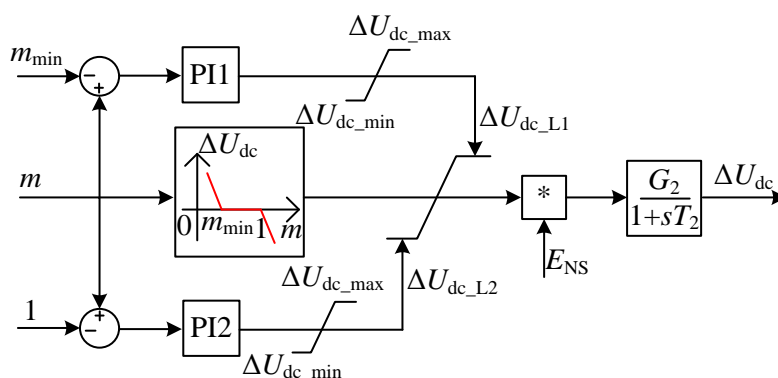 ΔU_dc_max
m_min
-
+
PI1
ΔU_dc_min
ΔU_dc_L1
ΔU_dc
m
0
m_min
1
m
*
G_2
1+sT_2
ΔU_dc
E_NS
ΔU_dc_max
ΔU_dc_L2
1
+
-
PI2
ΔU_dc_min